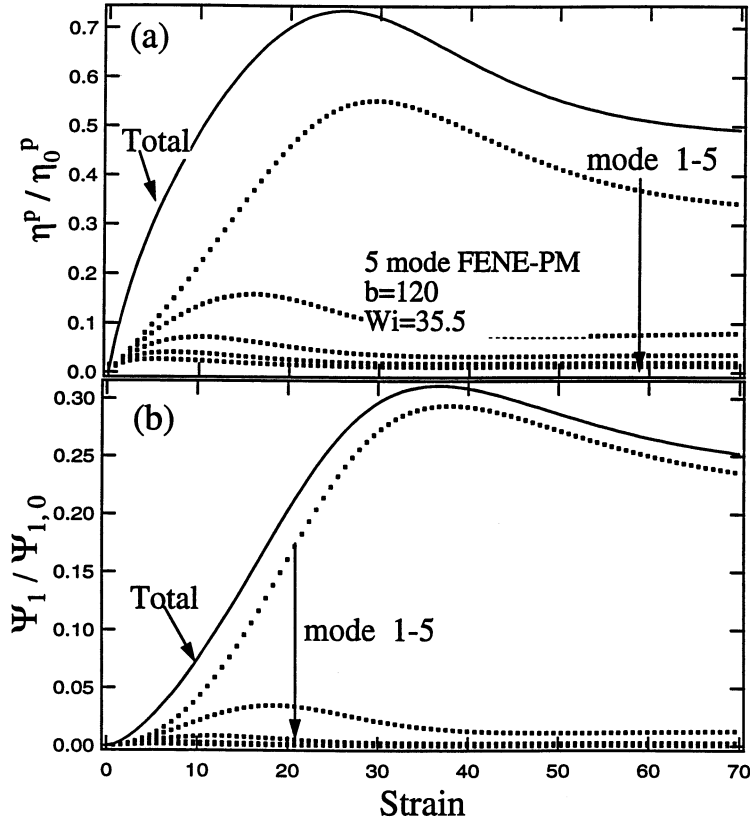 (a)
0.7
0.6
0.5
0.4
0.3
0.2
0.1
0.0
η^p / η_0^p
Total
mode 1-5
5 mode FENE-PM
b=120
Wi=35.5
(b)
0.30
0.25
0.20
0.15
0.10
0.05
0.00
Ψ_1 / Ψ_{1,0}
Total
mode 1-5
0 10 20 30 40 50 60 70
Strain